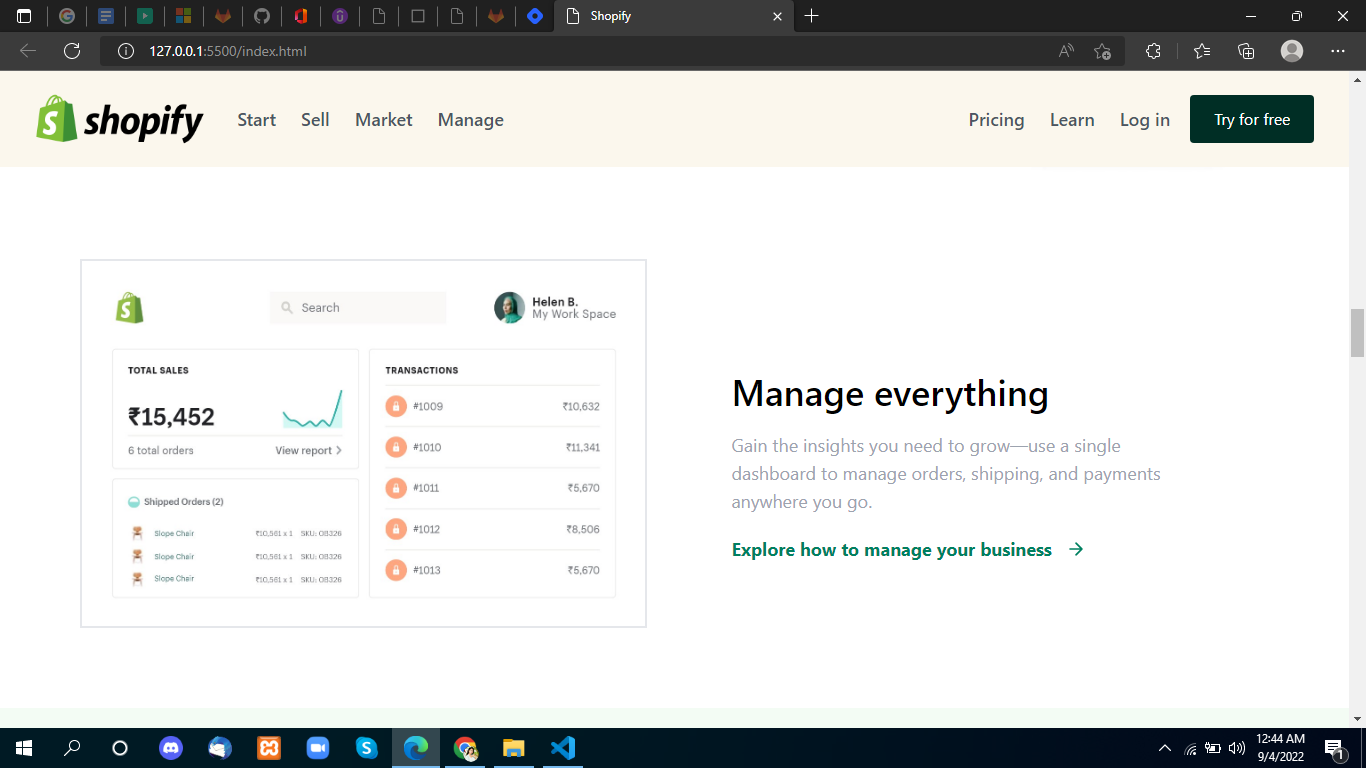 Shopify
127.0.0.1:5500/index.html
shopify
Start Sell Market Manage
Pricing Learn Log in Try for free
Search
Helen B.
My Work Space
TOTAL SALES
₹15,452
6 total orders View report
Shipped Orders (2)
Slope Chair ₹10,561 x 1 SKU: OB326
Slope Chair ₹10,561 x 1 SKU: OB326
Slope Chair ₹10,561 x 1 SKU: OB326
TRANSACTIONS
#1009 ₹10,632
#1010 ₹11,341
#1011 ₹5,670
#1012 ₹8,506
#1013 ₹5,670
Manage everything
Gain the insights you need to grow—use a single
dashboard to manage orders, shipping, and payments
anywhere you go.
Explore how to manage your business
12:44 AM
9/4/2022
1